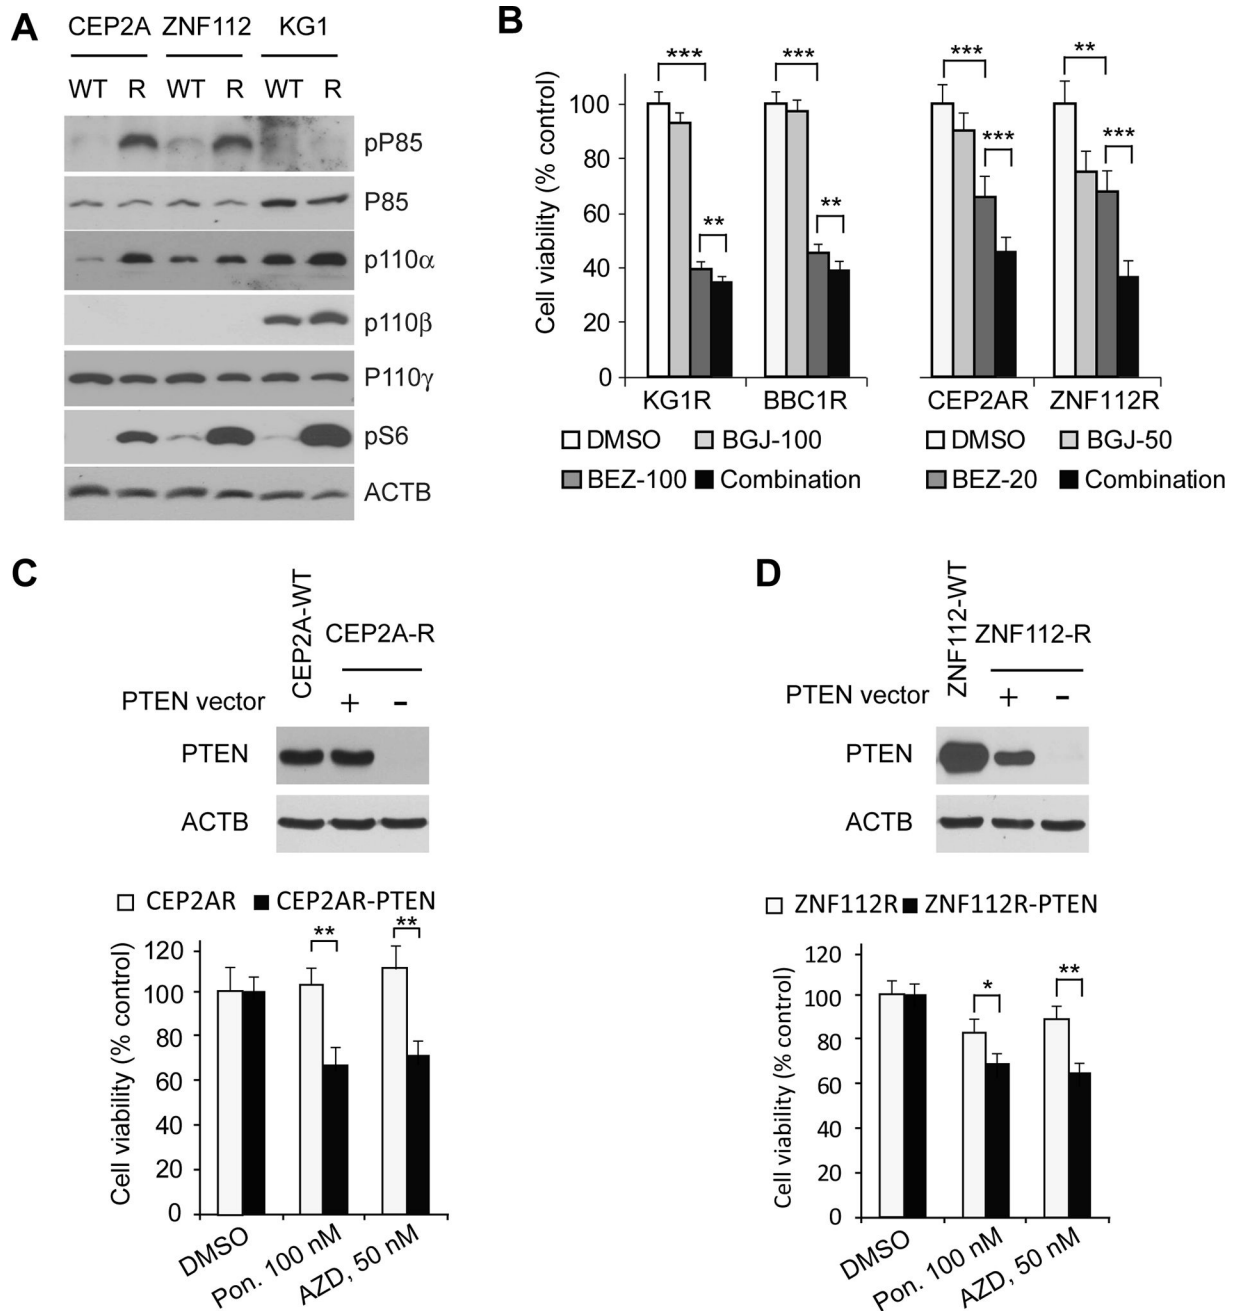 A
CEP2A ZNF112 KG1
WT R WT R WT R
pP85
P85
p110α
p110β
P110γ
pS6
ACTB
B
Cell viability (% control)
100
80
60
40
20
0
***
**
***
**
***
***
**
***
KG1R BBC1R
CEP2AR ZNF112R
DMSO BGJ-100
BEZ-100 Combination
DMSO BGJ-50
BEZ-20 Combination
C
CEP2A-WT
CEP2A-R
PTEN vector + -
PTEN
ACTB
CEP2AR CEP2AR-PTEN
Cell viability (% control)
120
100
80
60
40
20
0
**
**
DMSO
Pon. 100 nM
AZD, 50 nM
D
ZNF112-WT
ZNF112-R
PTEN vector + -
PTEN
ACTB
ZNF112R ZNF112R-PTEN
Cell viability (% control)
120
100
80
60
40
20
0
*
**
DMSO
Pon. 100 nM
AZD, 50 nM